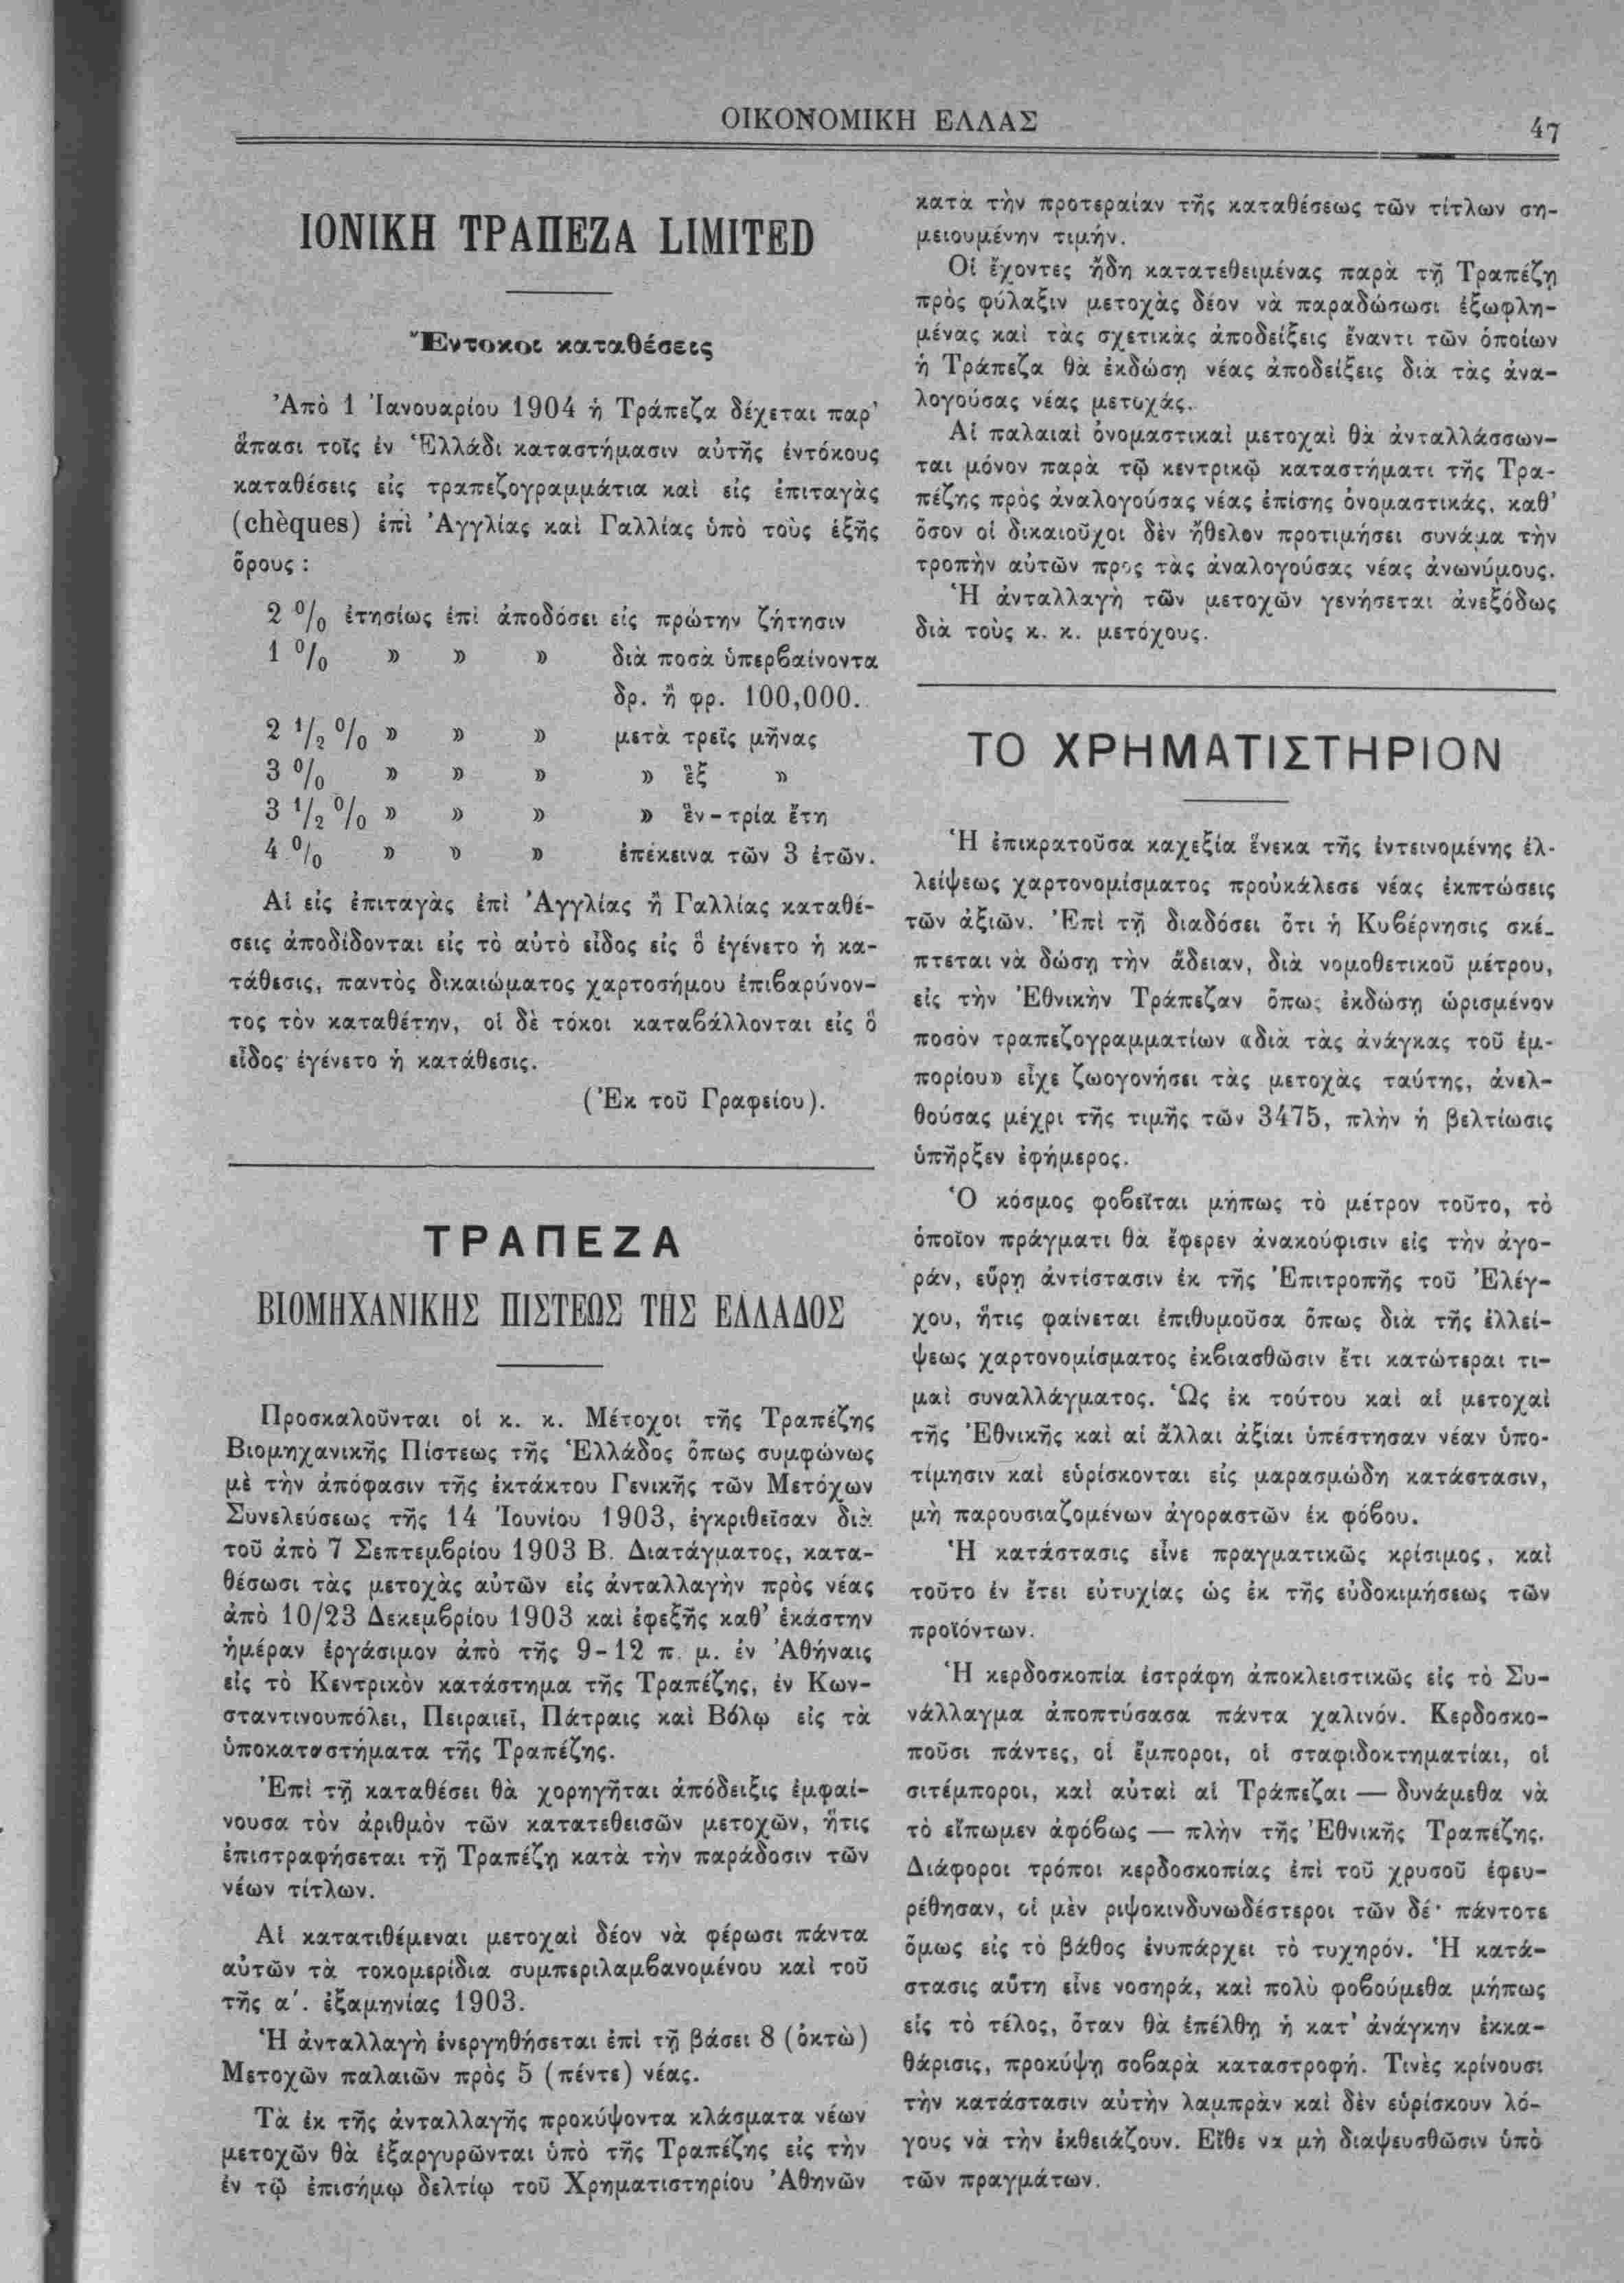 ΟΙΚΟΝΟΜΙΚΗ ΕΛΛΑΣ
47
ΙΟΝΙΚΗ ΤΡΑΠΕΖΑ LIMITED
Ἔντοκοι καταθέσεις
Ἀπὸ 1 Ἰανουαρίου 1904 ἡ Τράπεζα δέχεται παρ'
ἅπασι τοῖς ἐν Ἑλλάδι καταστήμασιν αὐτῆς ἐντόκους
καταθέσεις εἰς τραπεζογραμμάτια καὶ εἰς ἐπιταγὰς
(chèques) ἐπὶ Ἀγγλίας καὶ Γαλλίας ὑπὸ τοὺς ἑξῆς
ὅρους :
2 % ἐτησίως ἐπὶ ἀποδόσει εἰς πρώτην ζήτησιν
1 % » » » διὰ ποσὰ ὑπερβαίνοντα
δρ. ἢ φρ. 100,000.
2 1/2 % » » » μετὰ τρεῖς μῆνας
3 % » » » » ἓξ »
3 1/2 % » » » » ἓν-τρία ἔτη
4 % » » » ἐπέκεινα τῶν 3 ἐτῶν.
Αἱ εἰς ἐπιταγὰς ἐπὶ Ἀγγλίας ἢ Γαλλίας καταθέ-
σεις ἀποδίδονται εἰς τὸ αὐτὸ εἶδος εἰς ὃ ἐγένετο ἡ κα-
τάθεσις, παντὸς δικαιώματος χαρτοσήμου ἐπιβαρύνον-
τος τὸν καταθέτην, οἱ δὲ τόκοι καταβάλλονται εἰς ὃ
εἶδος ἐγένετο ἡ κατάθεσις.
(Ἐκ τοῦ Γραφείου).
ΤΡΑΠΕΖΑ
ΒΙΟΜΗΧΑΝΙΚΗΣ ΠΙΣΤΕΩΣ ΤΗΣ ΕΛΛΑΔΟΣ
Προσκαλοῦνται οἱ κ. κ. Μέτοχοι τῆς Τραπέζης
Βιομηχανικῆς Πίστεως τῆς Ἑλλάδος ὅπως συμφώνως
μὲ τὴν ἀπόφασιν τῆς ἐκτάκτου Γενικῆς τῶν Μετόχων
Συνελεύσεως τῆς 14 Ἰουνίου 1903, ἐγκριθεῖσαν διὰ
τοῦ ἀπὸ 7 Σεπτεμβρίου 1903 Β. Διατάγματος, κατα-
θέσωσι τὰς μετοχὰς αὐτῶν εἰς ἀνταλλαγὴν πρὸς νέας
ἀπὸ 10/23 Δεκεμβρίου 1903 καὶ ἐφεξῆς καθ' ἑκάστην
ἡμέραν ἐργάσιμον ἀπὸ τῆς 9-12 π. μ. ἐν Ἀθήναις
εἰς τὸ Κεντρικὸν κατάστημα τῆς Τραπέζης, ἐν Κων-
σταντινουπόλει, Πειραιεῖ, Πάτραις καὶ Βόλῳ εἰς τὰ
ὑποκαταστήματα τῆς Τραπέζης.
Ἐπὶ τῇ καταθέσει θὰ χορηγῆται ἀπόδειξις ἐμφαί-
νουσα τὸν ἀριθμὸν τῶν κατατεθεισῶν μετοχῶν, ἥτις
ἐπιστραφήσεται τῇ Τραπέζῃ κατὰ τὴν παράδοσιν τῶν
νέων τίτλων.
Αἱ κατατιθέμεναι μετοχαὶ δέον νὰ φέρωσι πάντα
αὐτῶν τὰ τοκομερίδια συμπεριλαμβανομένου καὶ τοῦ
τῆς α'. ἑξαμηνίας 1903.
Ἡ ἀνταλλαγὴ ἐνεργηθήσεται ἐπὶ τῇ βάσει 8 (ὀκτὼ)
Μετοχῶν παλαιῶν πρὸς 5 (πέντε) νέας.
Τὰ ἐκ τῆς ἀνταλλαγῆς προκύψοντα κλάσματα νέων
μετοχῶν θὰ ἐξαργυρῶνται ὑπὸ τῆς Τραπέζης εἰς τὴν
ἐν τῷ ἐπισήμῳ δελτίῳ τοῦ Χρηματιστηρίου Ἀθηνῶν
κατὰ τὴν προτεραίαν τῆς καταθέσεως τῶν τίτλων ση-
μειουμένην τιμήν.
Οἱ ἔχοντες ἤδη κατατεθειμένας παρὰ τῇ Τραπέζῃ
πρὸς φύλαξιν μετοχὰς δέον νὰ παραδώσωσι ἐξωφλη-
μένας καὶ τὰς σχετικὰς ἀποδείξεις ἔναντι τῶν ὁποίων
ἡ Τράπεζα θὰ ἐκδώσῃ νέας ἀποδείξεις διὰ τὰς ἀνα-
λογούσας νέας μετοχάς.
Αἱ παλαιαὶ ὀνομαστικαὶ μετοχαὶ θὰ ἀνταλλάσσων-
ται μόνον παρὰ τῷ κεντρικῷ καταστήματι τῆς Τρα-
πέζης πρὸς ἀναλογούσας νέας ἐπίσης ὀνομαστικάς, καθ'
ὅσον οἱ δικαιοῦχοι δὲν ἤθελον προτιμήσει συνάμα τὴν
τροπὴν αὐτῶν πρὸς τὰς ἀναλογούσας νέας ἀνωνύμους.
Ἡ ἀνταλλαγὴ τῶν μετοχῶν γενήσεται ἀνεξόδως
διὰ τοὺς κ. κ. μετόχους.
ΤΟ ΧΡΗΜΑΤΙΣΤΗΡΙΟΝ
Ἡ ἐπικρατοῦσα καχεξία ἕνεκα τῆς ἐντεινομένης ἐλ-
λείψεως χαρτονομίσματος προὐκάλεσε νέας ἐκπτώσεις
τῶν ἀξιῶν. Ἐπὶ τῇ διαδόσει ὅτι ἡ Κυβέρνησις σκέ-
πτεται νὰ δώσῃ τὴν ἄδειαν, διὰ νομοθετικοῦ μέτρου,
εἰς τὴν Ἐθνικὴν Τράπεζαν ὅπως ἐκδώσῃ ὡρισμένον
ποσὸν τραπεζογραμματίων «διὰ τὰς ἀνάγκας τοῦ ἐμ-
πορίου» εἶχε ζωογονήσει τὰς μετοχὰς ταύτης, ἀνελ-
θούσας μέχρι τῆς τιμῆς τῶν 3475, πλὴν ἡ βελτίωσις
ὑπῆρξεν ἐφήμερος.
Ὁ κόσμος φοβεῖται μήπως τὸ μέτρον τοῦτο, τὸ
ὁποῖον πράγματι θὰ ἔφερεν ἀνακούφισιν εἰς τὴν ἀγο-
ράν, εὕρῃ ἀντίστασιν ἐκ τῆς Ἐπιτροπῆς τοῦ Ἐλέγ-
χου, ἥτις φαίνεται ἐπιθυμοῦσα ὅπως διὰ τῆς ἐλλεί-
ψεως χαρτονομίσματος ἐκβιασθῶσιν ἔτι κατώτεραι τι-
μαὶ συναλλάγματος. Ὡς ἐκ τούτου καὶ αἱ μετοχαὶ
τῆς Ἐθνικῆς καὶ αἱ ἄλλαι ἀξίαι ὑπέστησαν νέαν ὑπο-
τίμησιν καὶ εὑρίσκονται εἰς μαρασμώδη κατάστασιν,
μὴ παρουσιαζομένων ἀγοραστῶν ἐκ φόβου.
Ἡ κατάστασις εἶνε πραγματικῶς κρίσιμος, καὶ
τοῦτο ἐν ἔτει εὐτυχίας ὡς ἐκ τῆς εὐδοκιμήσεως τῶν
προϊόντων.
Ἡ κερδοσκοπία ἐστράφη ἀποκλειστικῶς εἰς τὸ Συ-
νάλλαγμα ἀποπτύσασα πάντα χαλινόν. Κερδοσκο-
ποῦσι πάντες, οἱ ἔμποροι, οἱ σταφιδοκτηματίαι, οἱ
σιτέμποροι, καὶ αὐταὶ αἱ Τράπεζαι — δυνάμεθα νὰ
τὸ εἴπωμεν ἀφόβως — πλὴν τῆς Ἐθνικῆς Τραπέζης.
Διάφοροι τρόποι κερδοσκοπίας ἐπὶ τοῦ χρυσοῦ ἐφευ-
ρέθησαν, οἱ μὲν ριψοκινδυνωδέστεροι τῶν δέ· πάντοτε
ὅμως εἰς τὸ βάθος ἐνυπάρχει τὸ τυχηρόν. Ἡ κατά-
στασις αὕτη εἶνε νοσηρά, καὶ πολὺ φοβούμεθα μήπως
εἰς τὸ τέλος, ὅταν θὰ ἐπέλθῃ ἡ κατ' ἀνάγκην ἐκκα-
θάρισις, προκύψῃ σοβαρὰ καταστροφή. Τινὲς κρίνουσι
τὴν κατάστασιν αὐτὴν λαμπρὰν καὶ δὲν εὑρίσκουν λό-
γους νὰ τὴν ἐκθειάζουν. Εἴθε νὰ μὴ διαψευσθῶσιν ὑπὸ
τῶν πραγμάτων.